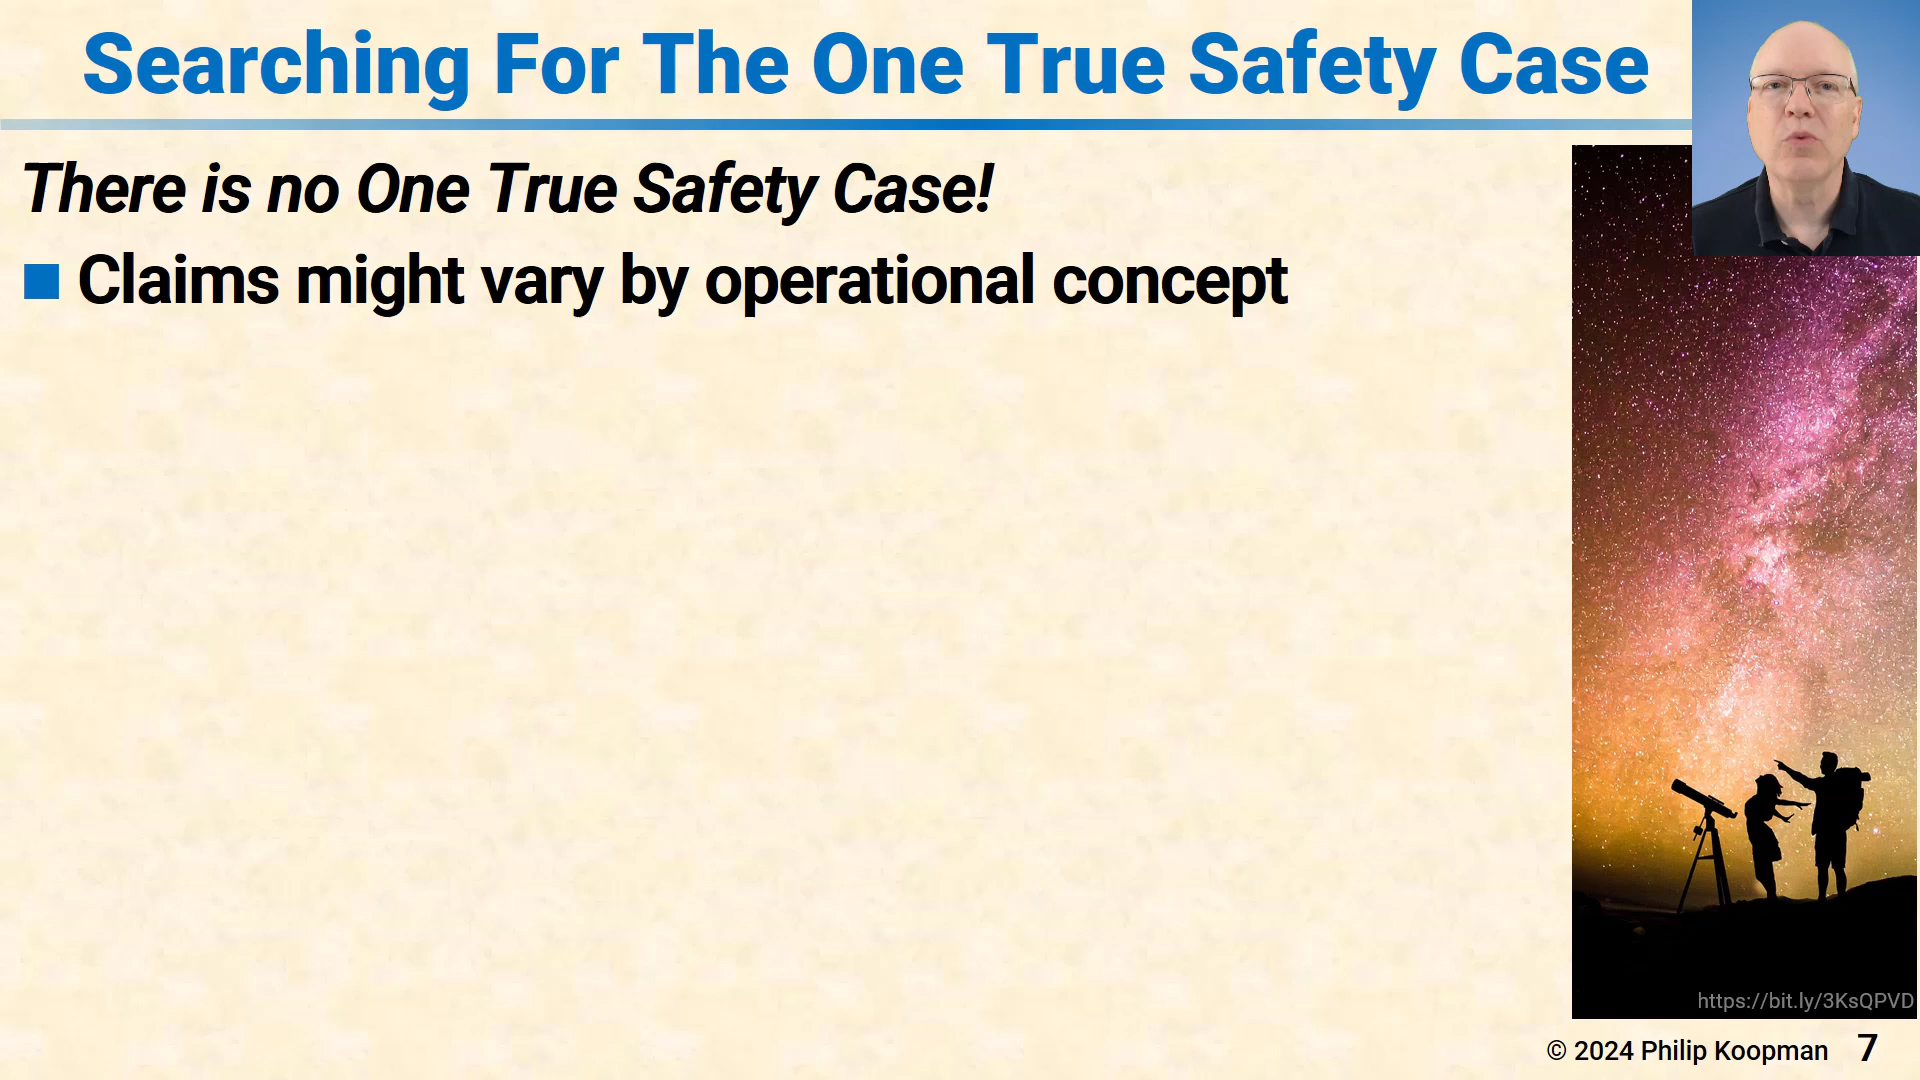 Searching For The One True Safety Case
There is no One True Safety Case!
Claims might vary by operational concept
https://bit.ly/3KsQPVD
© 2024 Philip Koopman 7